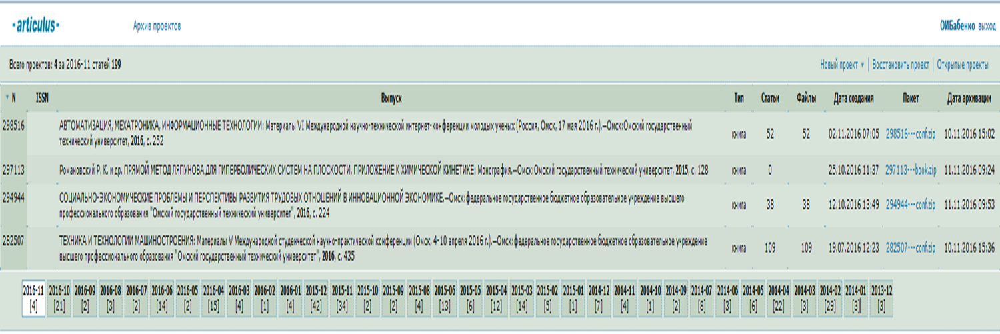 -articulus-
Архив проектов
ОИБабенко выход
Всего проектов: 4 за 2016-11 статей 199
Новый проект ▼ | Восстановить проект | Открытые проекты
N ISSN Выпуск Тип Статьи Файлы Дата создания Пакет Дата архивации
298516 АВТОМАТИЗАЦИЯ, МЕХАТРОНИКА, ИНФОРМАЦИОННЫЕ ТЕХНОЛОГИИ: Материалы VI Международной научно-технической интернет-конференции молодых ученых (Россия, Омск, 17 мая 2016 г.).—Омск:Омский государственный
технический университет, 2016, с. 252
книга 52 52 02.11.2016 07:05 298516---conf.zip 10.11.2016 15:02
297113 Романовский Р. К. и др. ПРЯМОЙ МЕТОД ЛЯПУНОВА ДЛЯ ГИПЕРБОЛИЧЕСКИХ СИСТЕМ НА ПЛОСКОСТИ. ПРИЛОЖЕНИЕ К ХИМИЧЕСКОЙ КИНЕТИКЕ: Монография.—Омск:Омский государственный технический университет, 2015, с. 128 книга 0 25.10.2016 11:37 297113---book.zip 11.11.2016 09:24
294944 СОЦИАЛЬНО-ЭКОНОМИЧЕСКИЕ ПРОБЛЕМЫ И ПЕРСПЕКТИВЫ РАЗВИТИЯ ТРУДОВЫХ ОТНОШЕНИЙ В ИННОВАЦИОННОЙ ЭКОНОМИКЕ.—Омск:федеральное государственное бюджетное образовательное учреждение высшего
профессионального образования "Омский государственный технический университет", 2016, с. 224
книга 38 38 12.10.2016 13:49 294944---conf.zip 11.11.2016 09:53
282507 ТЕХНИКА И ТЕХНОЛОГИИ МАШИНОСТРОЕНИЯ: Материалы V Международной студенческой научно-практической конференции (Омск, 4-10 апреля 2016 г.).—Омск:федеральное государственное бюджетное образовательное учреждение
высшего профессионального образования "Омский государственный технический университет", 2016, с. 435
книга 109 109 19.07.2016 12:23 282507---conf.zip 10.11.2016 15:36
2016-11 2016-10 2016-09 2016-08 2016-07 2016-06 2016-05 2016-04 2016-03 2016-02 2016-01 2015-12 2015-11 2015-10 2015-09 2015-08 2015-06 2015-05 2015-04 2015-03 2015-02 2015-01 2014-12 2014-11 2014-10 2014-09 2014-07 2014-06 2014-05 2014-04 2014-03 2014-02 2014-01 2013-12
[4] [21] [2] [3] [2] [14] [2] [15] [4] [1] [4] [42] [34] [2] [2] [4] [13] [6] [12] [14] [5] [1] [7] [4] [1] [2] [8] [3] [6] [22] [3] [29] [3] [3]